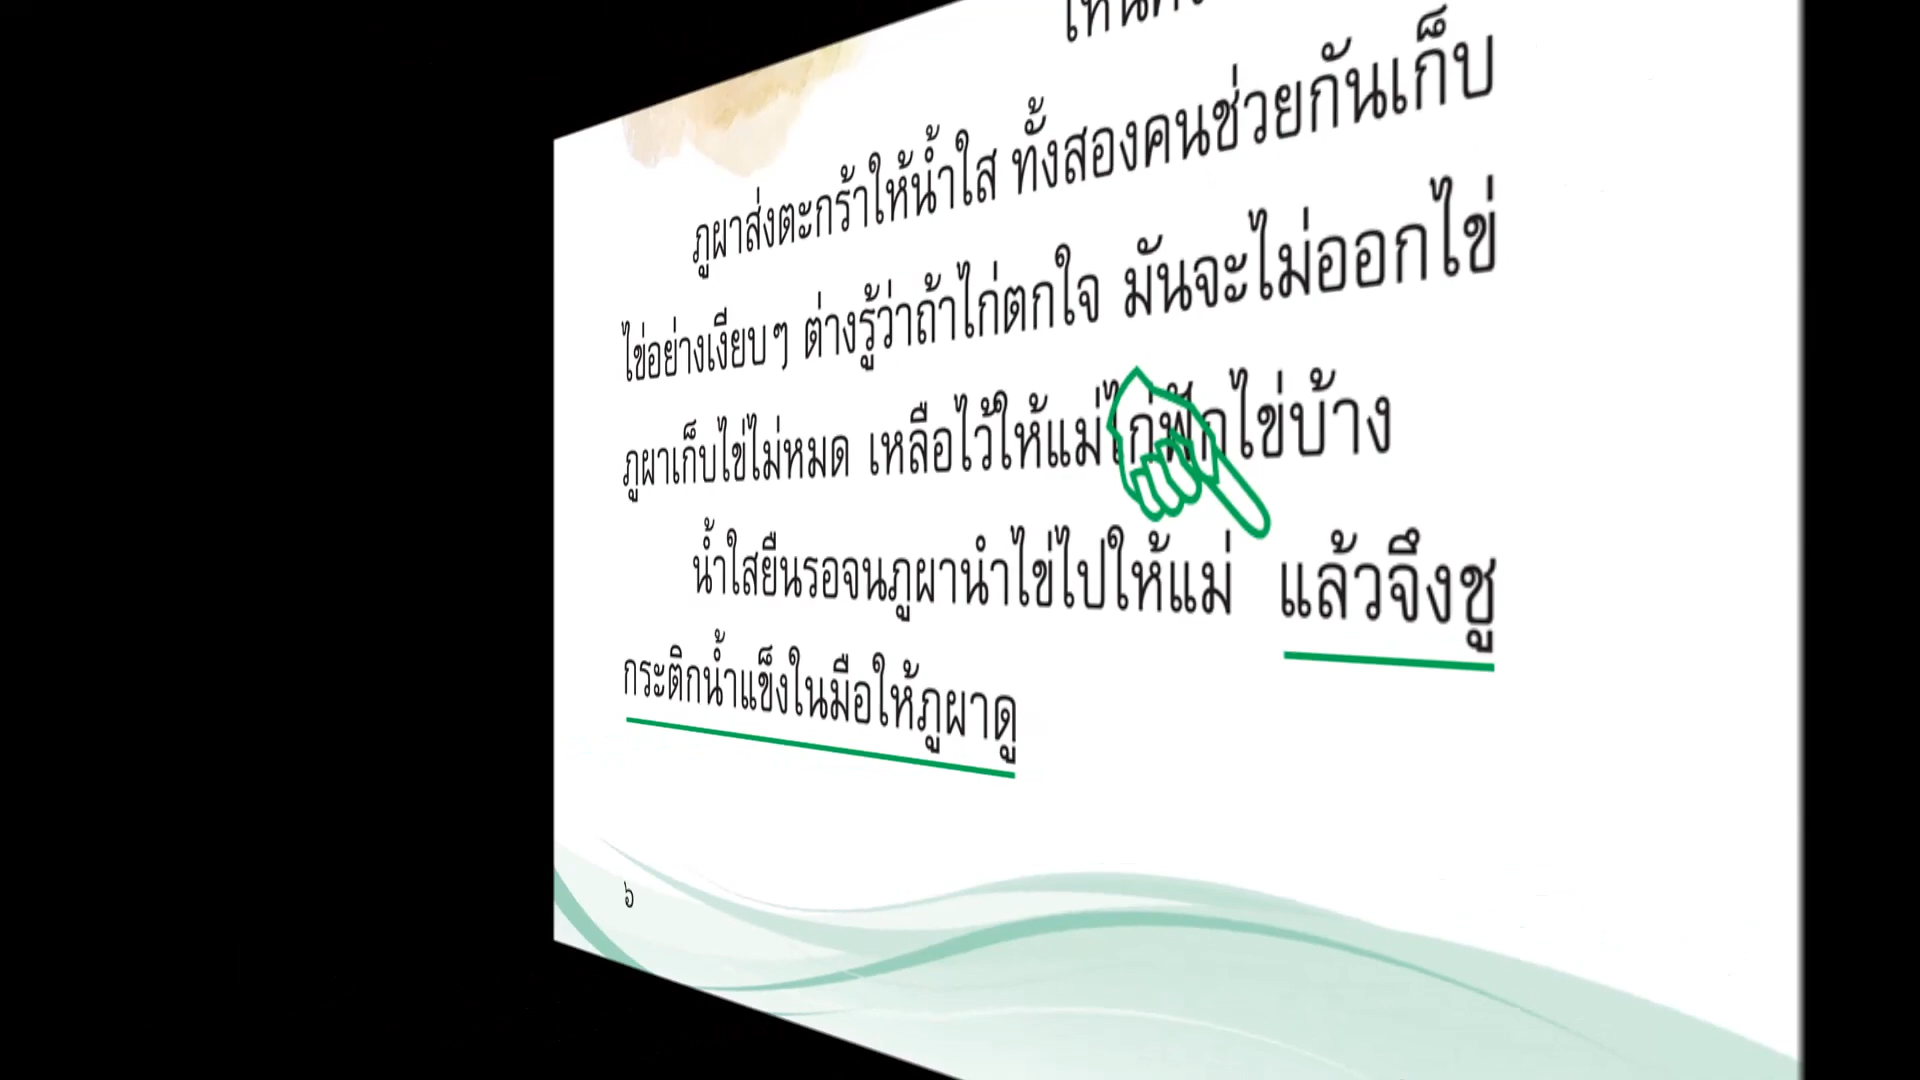 ภูผาส่งตะกร้าให้น้ำใส ทั้งสองคนช่วยกันเก็บ
ไข่อย่างเงียบๆ ต่างรู้ว่าถ้าไก่ตกใจ มันจะไม่ออกไข่
ภูผาเก็บไข่ไม่หมด เหลือไว้ให้แม่ไก่ฟักไข่บ้าง
น้ำใสยืนรอจนภูผานำไข่ไปให้แม่ แล้วจึงชู
กระติกน้ำแข็งในมือให้ภูผาดู
๖